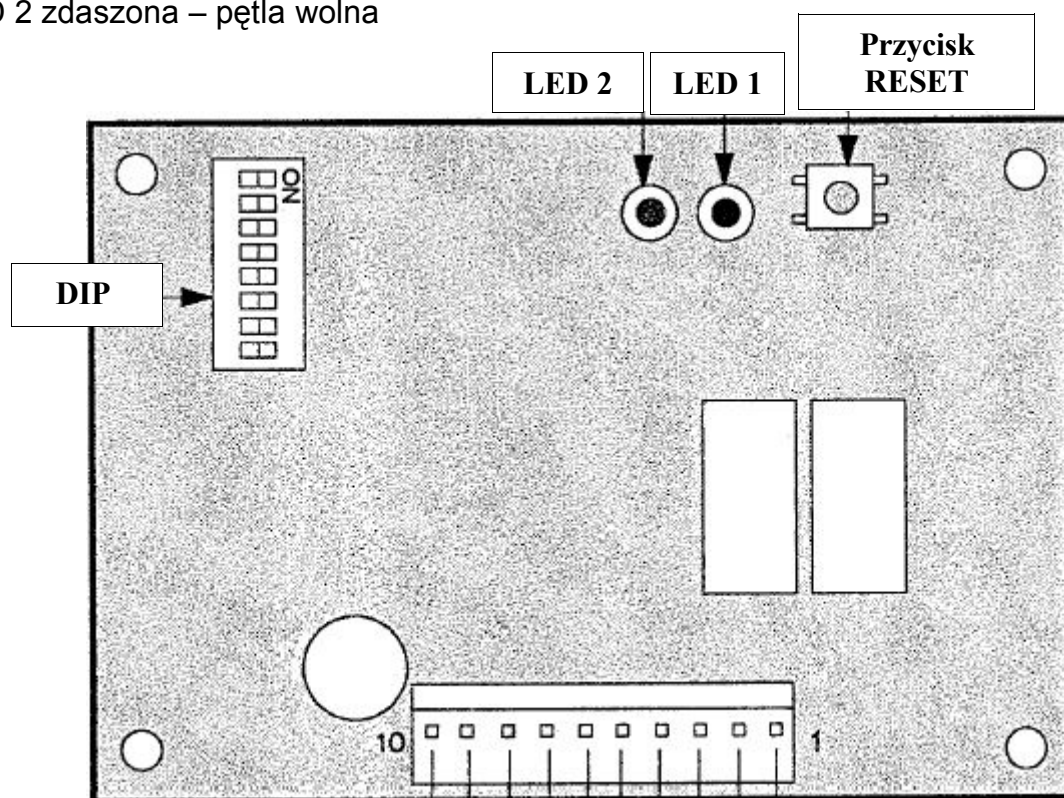 2 zdaszona – pętla wolna
Przycisk
RESET
LED 2
LED 1
ON
DIP
10
1